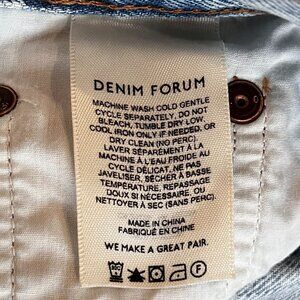 DENIM FORUM
MACHINE WASH COLD GENTLE
CYCLE SEPARATELY, DO NOT
BLEACH, TUMBLE DRY LOW.
COOL IRON ONLY IF NEEDED, OR
DRY CLEAN (NO PERC).
LAVER SÉPARÉMENT À LA
MACHINE À L'EAU FROIDE AU
CYCLE DÉLICAT, NE PAS
JAVELISER, SÉCHER À BASSE
TEMPÉRATURE, REPASSAGE
DOUX SI NÉCESSAIRE, OU
NETTOYER À SEC (SANS PERC).
MADE IN CHINA
FABRIQUÉ EN CHINE
WE MAKE A GREAT PAIR.
F